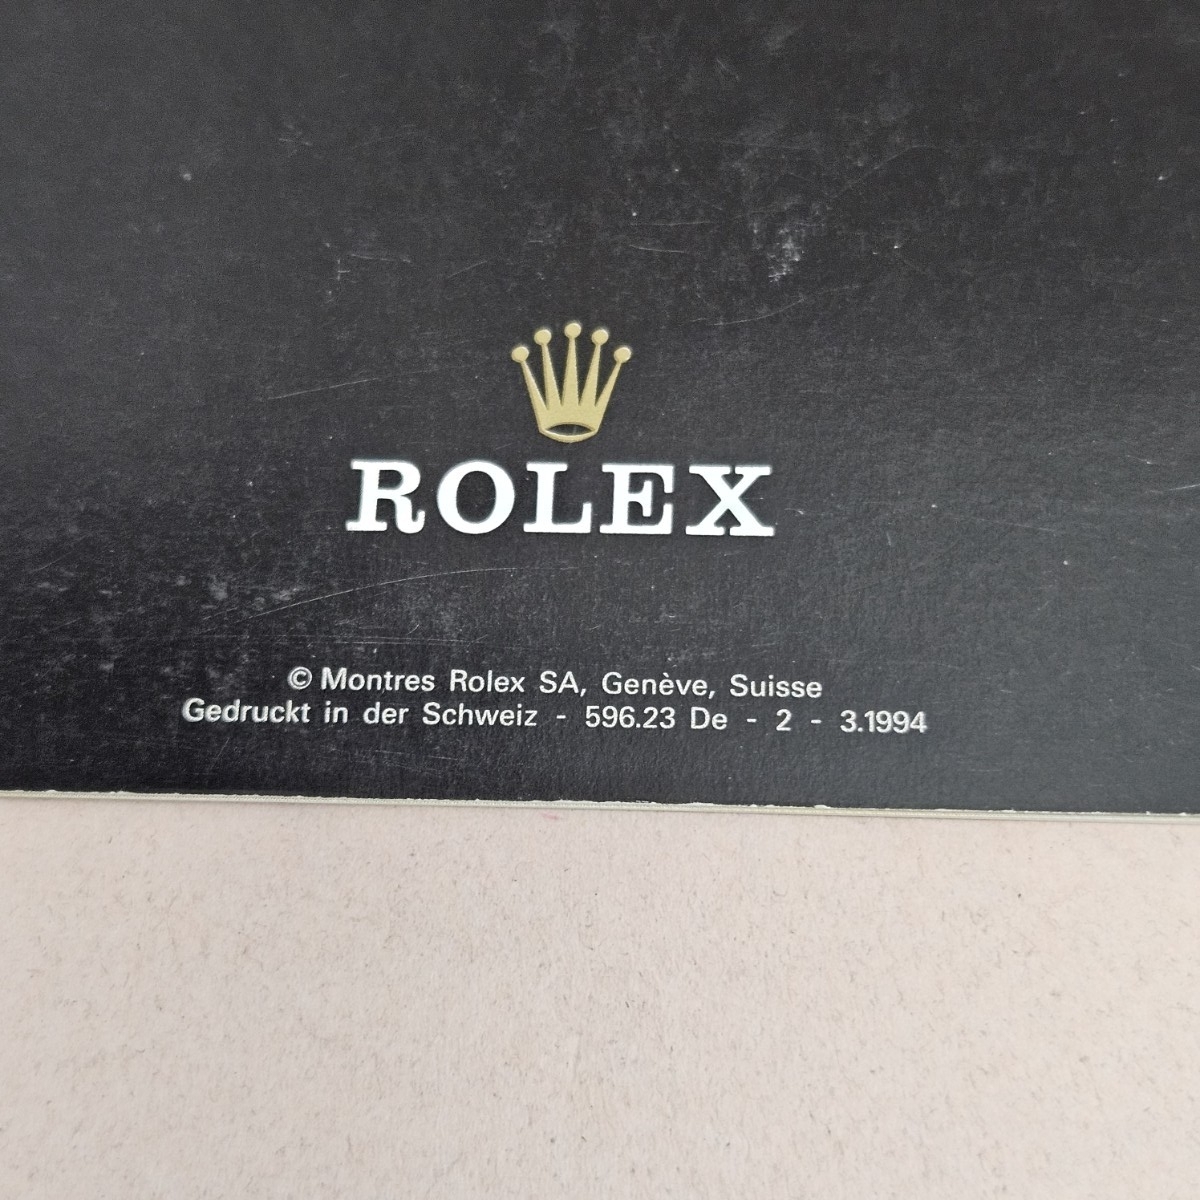 ROLEX
© Montres Rolex SA, Genève, Suisse
Gedruckt in der Schweiz - 596.23 De - 2 - 3.1994